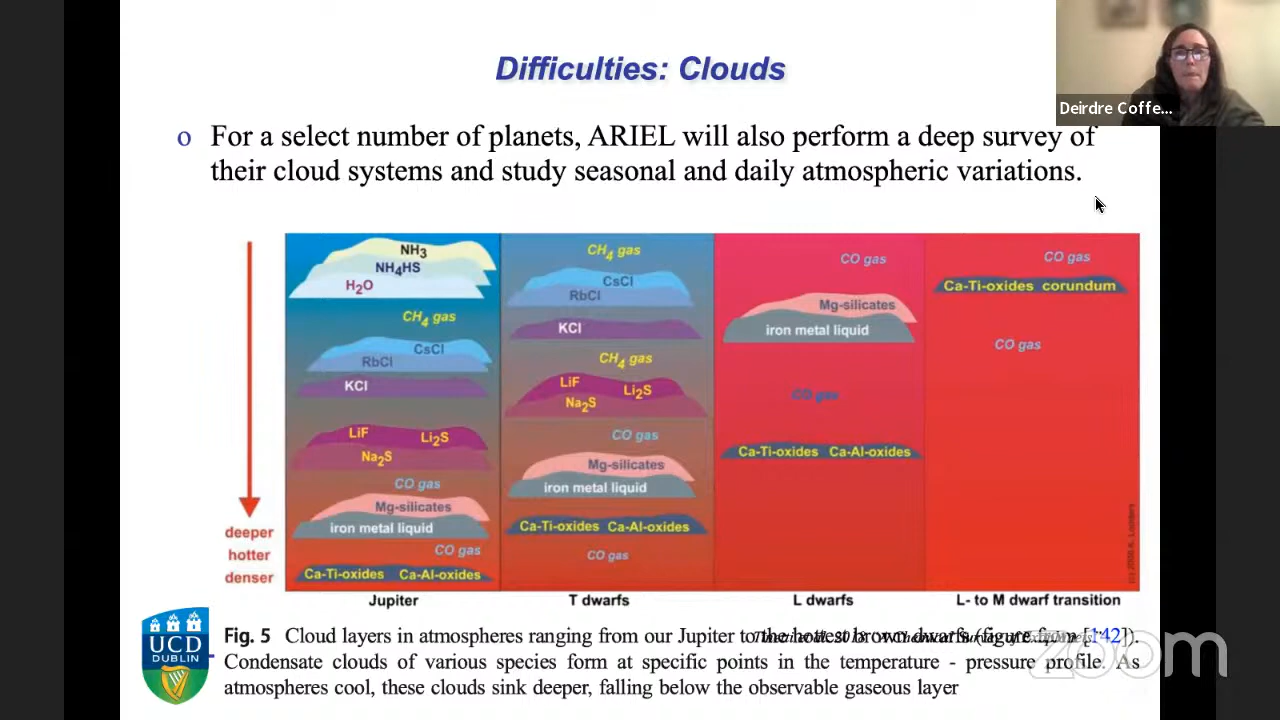 Difficulties: Clouds
Deirdre Coffe...
o For a select number of planets, ARIEL will also perform a deep survey of
their cloud systems and study seasonal and daily atmospheric variations.
NH3
NH4HS
H2O
CH4 gas
CsCl
RbCl
KCl
LiF
Li2S
Na2S
CO gas
Mg-silicates
iron metal liquid
CO gas
Ca-Ti-oxides Ca-Al-oxides
CH4 gas
CsCl
RbCl
KCl
CH4 gas
LiF
Li2S
Na2S
CO gas
Mg-silicates
iron metal liquid
Ca-Ti-oxides Ca-Al-oxides
CO gas
CO gas
Mg-silicates
iron metal liquid
CO gas
Ca-Ti-oxides Ca-Al-oxides
CO gas
Ca-Ti-oxides corundum
CO gas
deeper
hotter
denser
Jupiter
T dwarfs
L dwarfs
L- to M dwarf transition
UCD
DUBLIN
Fig. 5 Cloud layers in atmospheres ranging from our Jupiter to the hottest brown dwarfs (figure from [142]).
Condensate clouds of various species form at specific points in the temperature - pressure profile. As
atmospheres cool, these clouds sink deeper, falling below the observable gaseous layer
zoom